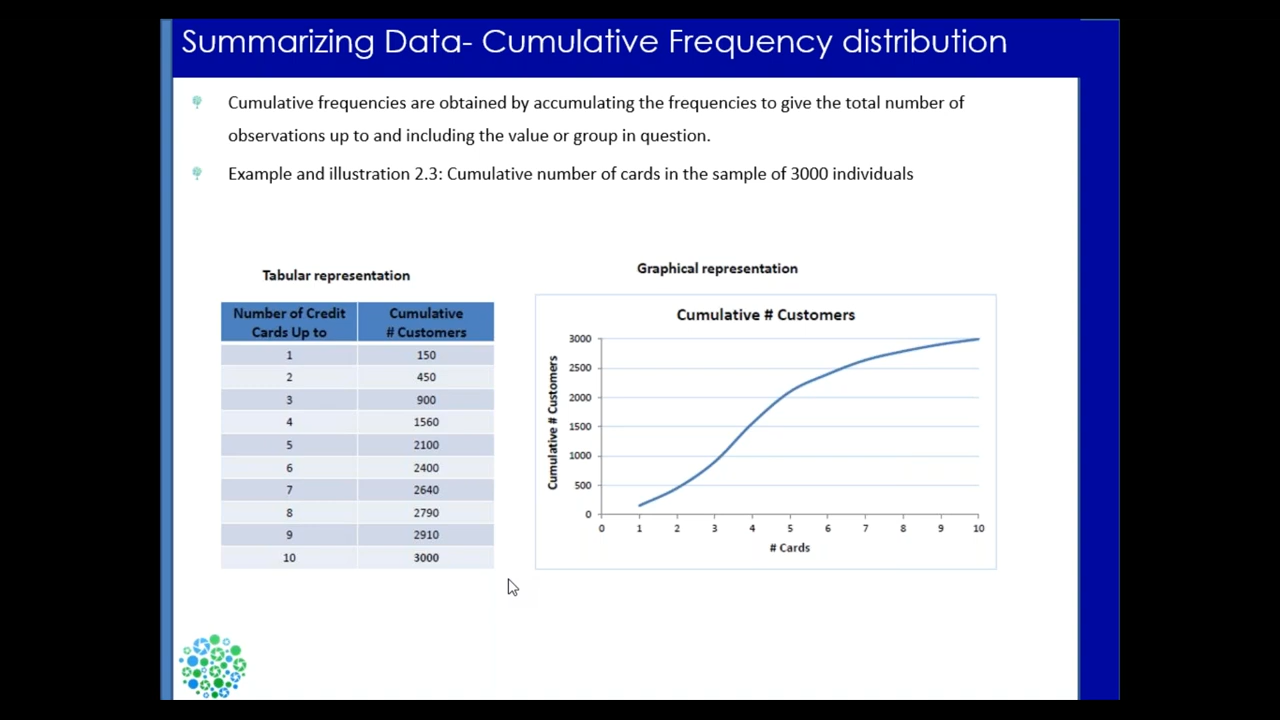 Summarizing Data- Cumulative Frequency distribution
Cumulative frequencies are obtained by accumulating the frequencies to give the total number of
observations up to and including the value or group in question.
Example and illustration 2.3: Cumulative number of cards in the sample of 3000 individuals
Tabular representation
Number of Credit Cards Up to
Cumulative # Customers
1 150
2 450
3 900
4 1560
5 2100
6 2400
7 2640
8 2790
9 2910
10 3000
Graphical representation
Cumulative # Customers
Cumulative # Customers
3000
2500
2000
1500
1000
500
0
0 1 2 3 4 5 6 7 8 9 10
# Cards